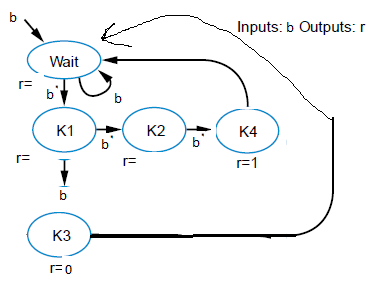 b
Inputs: b Outputs: r
Wait
r=
b'
b
K1
K2
K4
b'
b'
r=
r=
r=1
b
K3
r=0